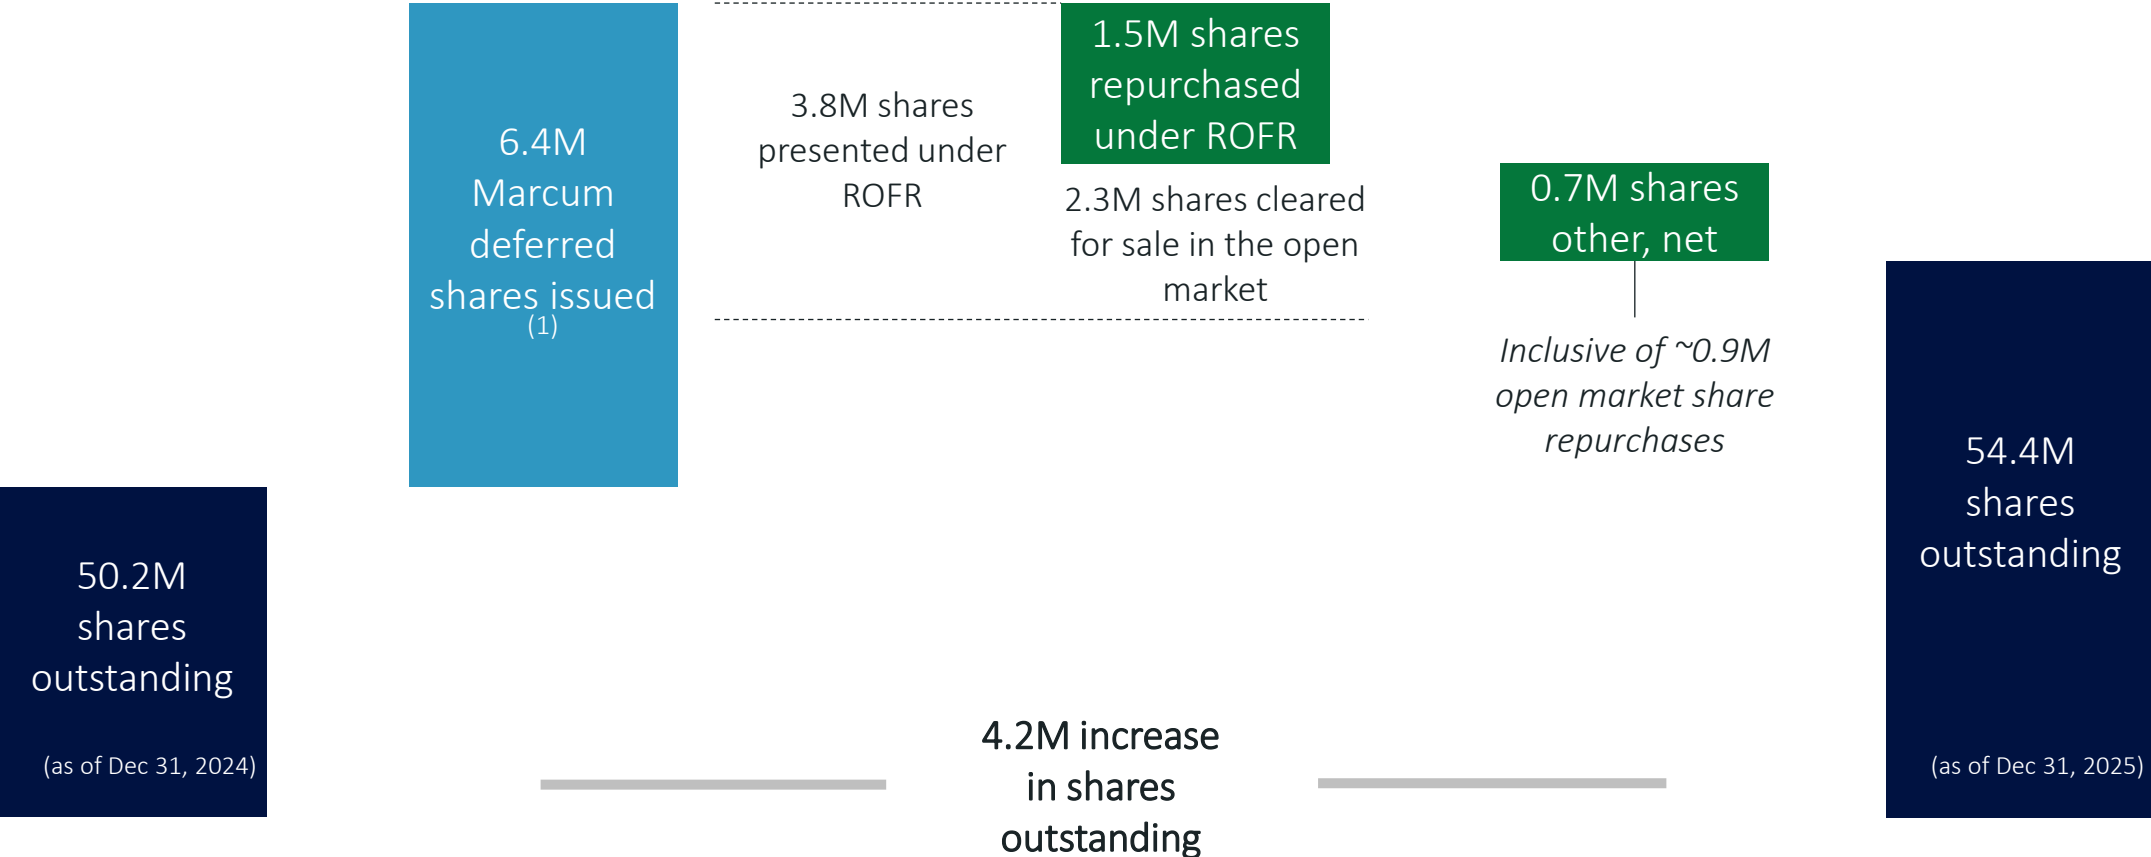 50.2M
shares
outstanding
(as of Dec 31, 2024)
6.4M
Marcum
deferred
shares issued
(1)
3.8M shares
presented under
ROFR
1.5M shares
repurchased
under ROFR
2.3M shares cleared
for sale in the open
market
0.7M shares
other, net
Inclusive of ~0.9M
open market share
repurchases
54.4M
shares
outstanding
(as of Dec 31, 2025)
4.2M increase
in shares
outstanding